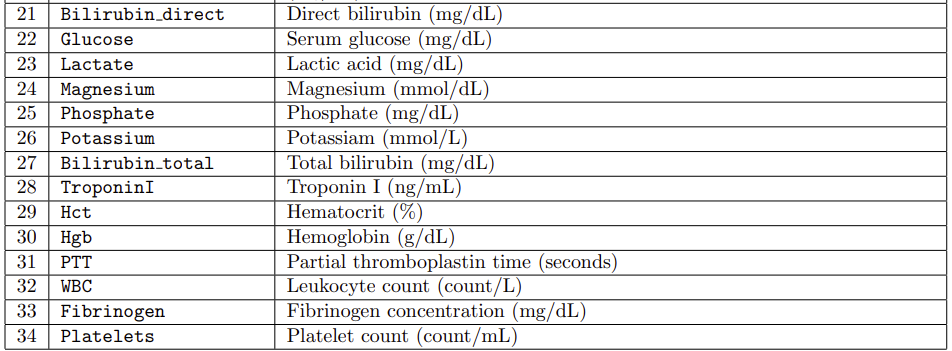 21 Bilirubin_direct Direct bilirubin (mg/dL)
22 Glucose Serum glucose (mg/dL)
23 Lactate Lactic acid (mg/dL)
24 Magnesium Magnesium (mmol/dL)
25 Phosphate Phosphate (mg/dL)
26 Potassium Potassiam (mmol/L)
27 Bilirubin_total Total bilirubin (mg/dL)
28 TroponinI Troponin I (ng/mL)
29 Hct Hematocrit (%)
30 Hgb Hemoglobin (g/dL)
31 PTT Partial thromboplastin time (seconds)
32 WBC Leukocyte count (count/L)
33 Fibrinogen Fibrinogen concentration (mg/dL)
34 Platelets Platelet count (count/mL)